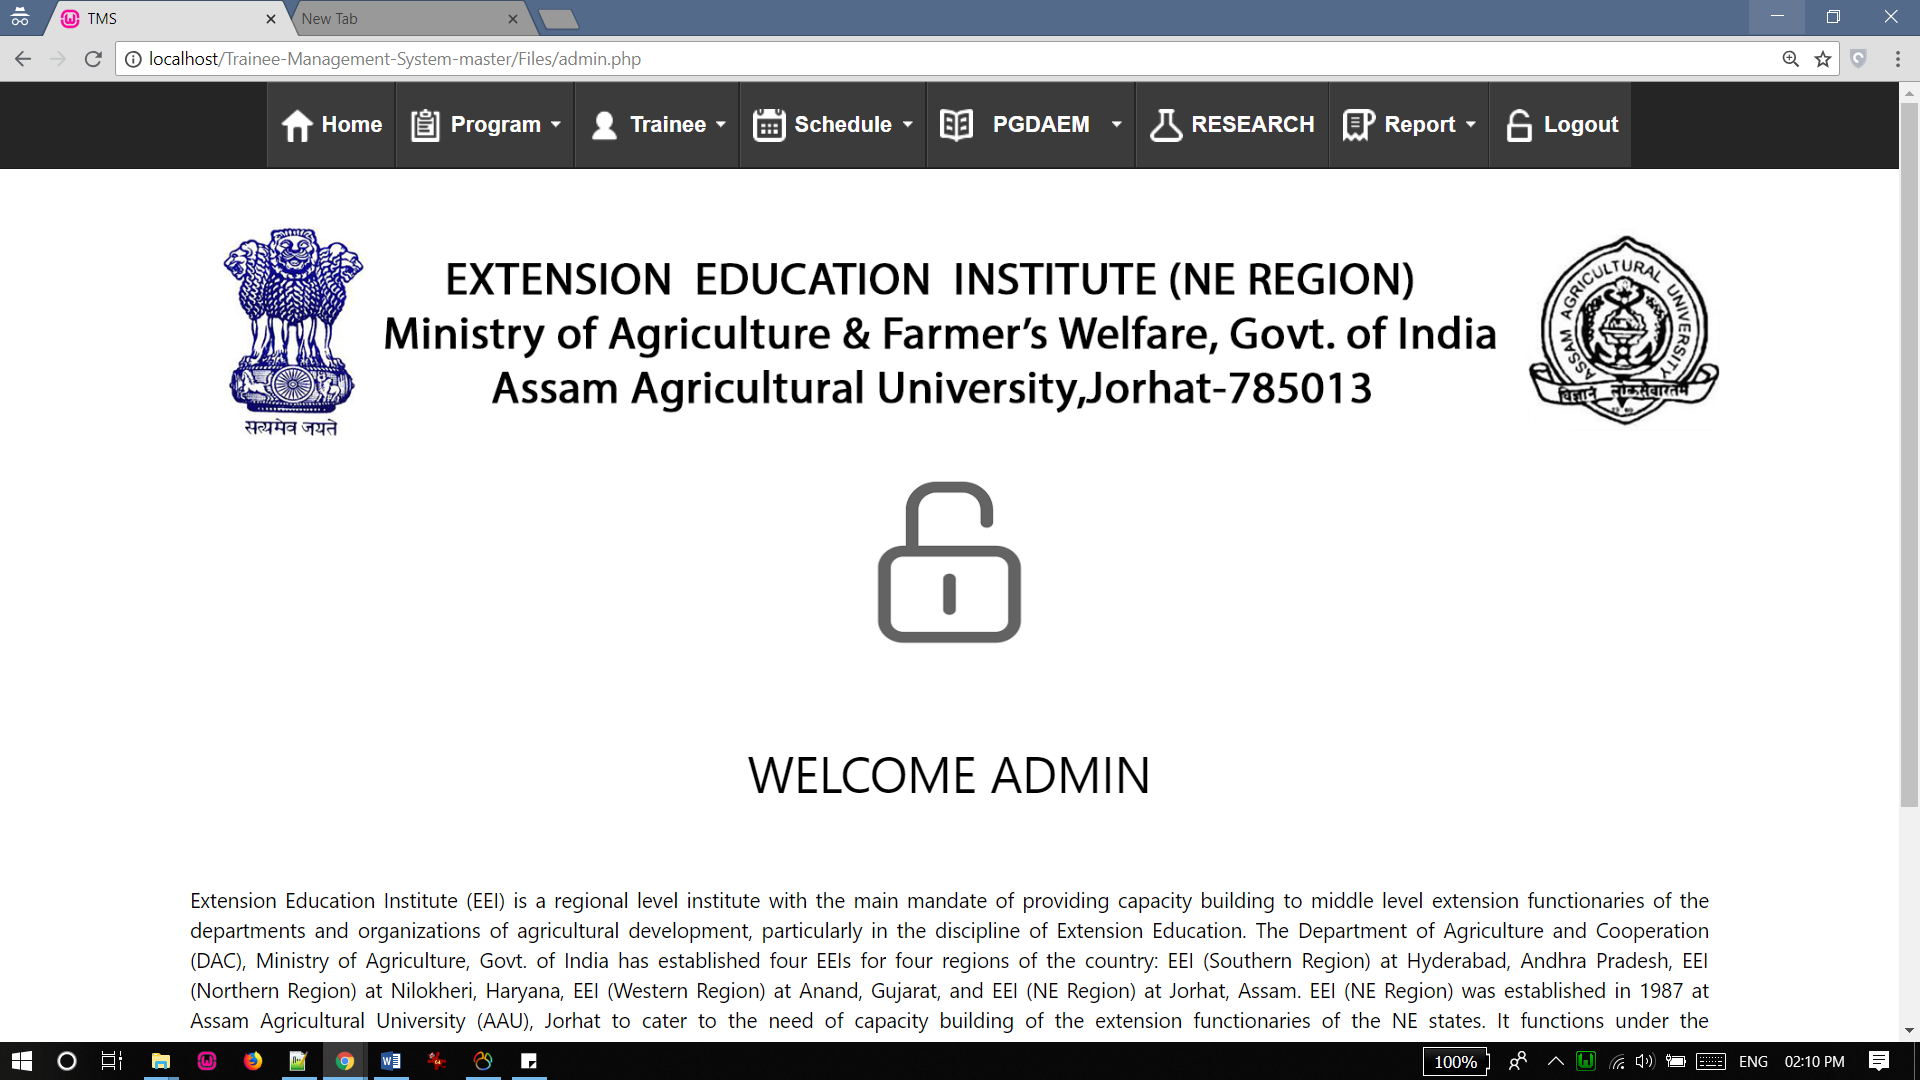 TMS
New Tab
localhost/Trainee-Management-System-master/Files/admin.php
Home Program Trainee Schedule PGDAEM RESEARCH Report Logout
EXTENSION EDUCATION INSTITUTE (NE REGION)
Ministry of Agriculture & Farmer's Welfare, Govt. of India
Assam Agricultural University,Jorhat-785013
सत्यमेव जयते
ASSAM AGRICULTURAL UNIVERSITY
विज्ञानं लोकसेवारतम
WELCOME ADMIN
Extension Education Institute (EEI) is a regional level institute with the main mandate of providing capacity building to middle level extension functionaries of the
departments and organizations of agricultural development, particularly in the discipline of Extension Education. The Department of Agriculture and Cooperation
(DAC), Ministry of Agriculture, Govt. of India has established four EEIs for four regions of the country: EEI (Southern Region) at Hyderabad, Andhra Pradesh, EEI
(Northern Region) at Nilokheri, Haryana, EEI (Western Region) at Anand, Gujarat, and EEI (NE Region) at Jorhat, Assam. EEI (NE Region) was established in 1987 at
Assam Agricultural University (AAU), Jorhat to cater to the need of capacity building of the extension functionaries of the NE states. It functions under the
100% ENG 02:10 PM